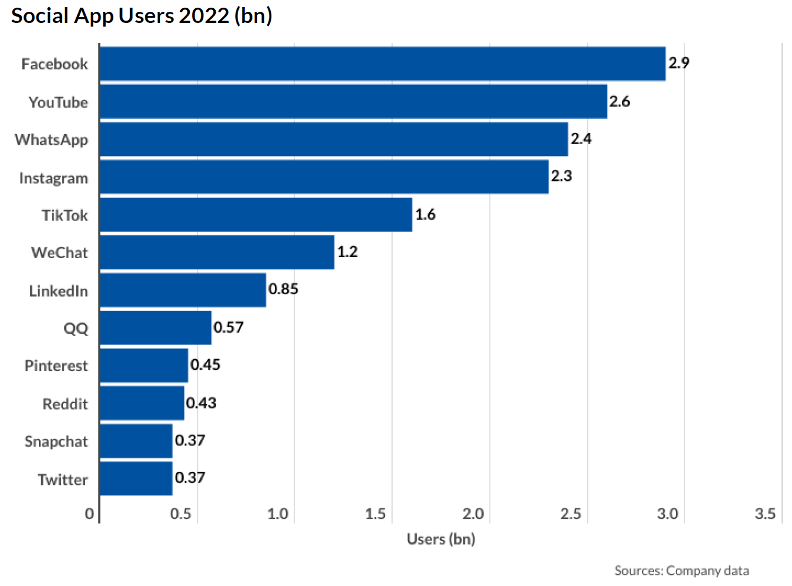 Social App Users 2022 (bn)
Facebook 2.9
YouTube 2.6
WhatsApp 2.4
Instagram 2.3
TikTok 1.6
WeChat 1.2
LinkedIn 0.85
QQ 0.57
Pinterest 0.45
Reddit 0.43
Snapchat 0.37
Twitter 0.37
0 0.5 1.0 1.5 2.0 2.5 3.0 3.5
Users (bn)
Sources: Company data